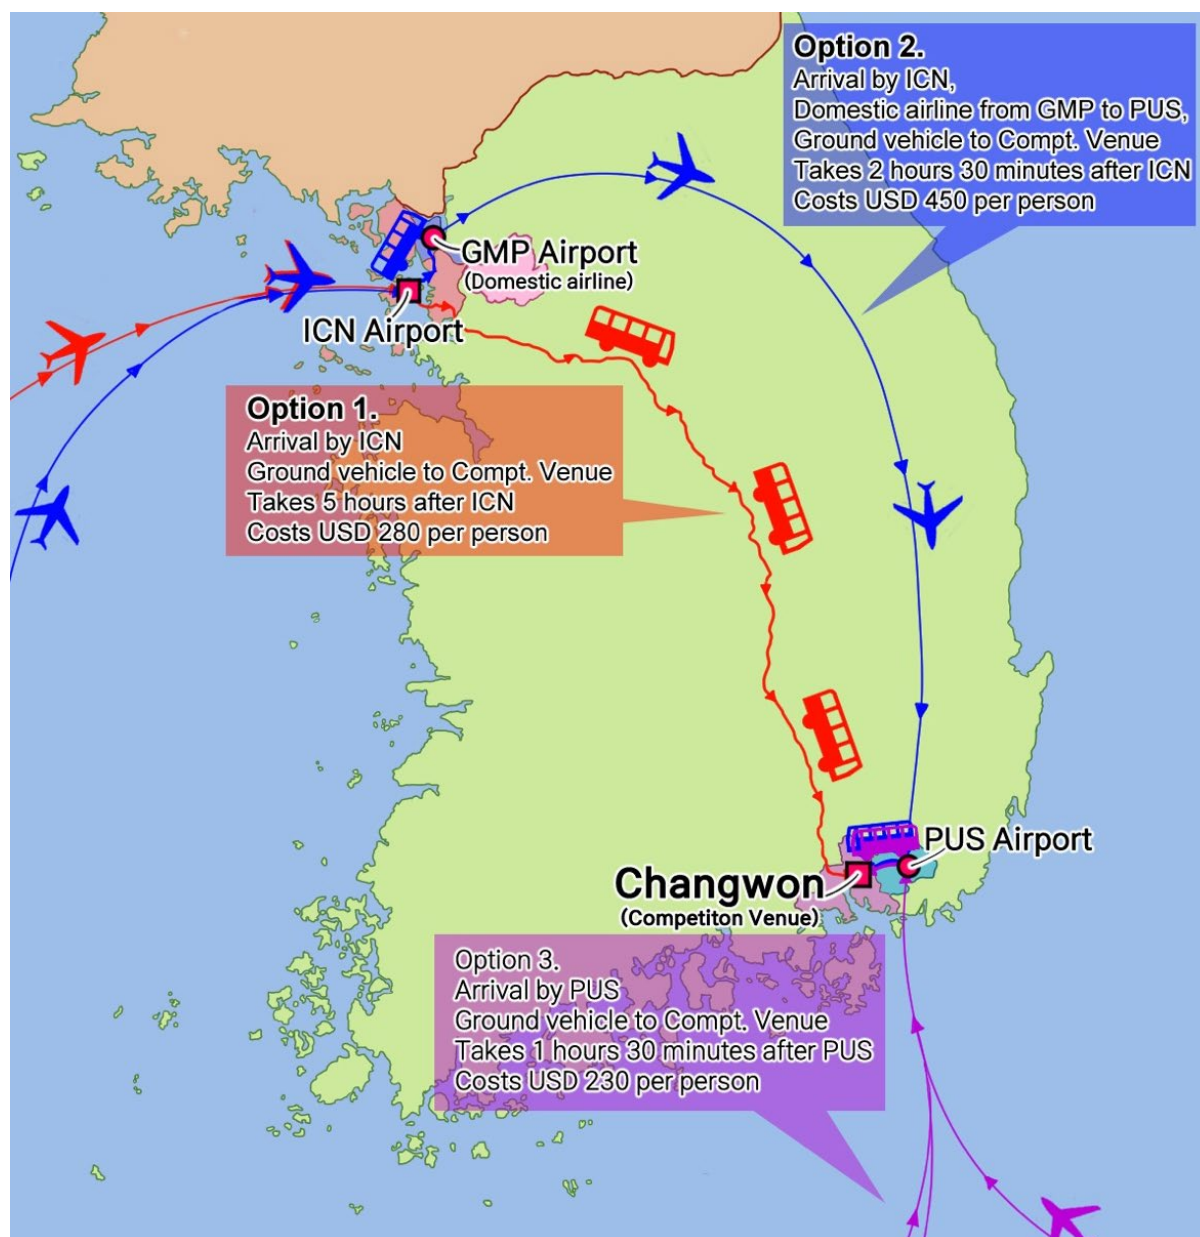 Option 2.
Arrival by ICN,
Domestic airline from GMP to PUS,
Ground vehicle to Compt. Venue
Takes 2 hours 30 minutes after ICN
Costs USD 450 per person
GMP Airport
(Domestic airline)
ICN Airport
Option 1.
Arrival by ICN
Ground vehicle to Compt. Venue
Takes 5 hours after ICN
Costs USD 280 per person
PUS Airport
Changwon
(Competiton Venue)
Option 3.
Arrival by PUS
Ground vehicle to Compt. Venue
Takes 1 hours 30 minutes after PUS
Costs USD 230 per person